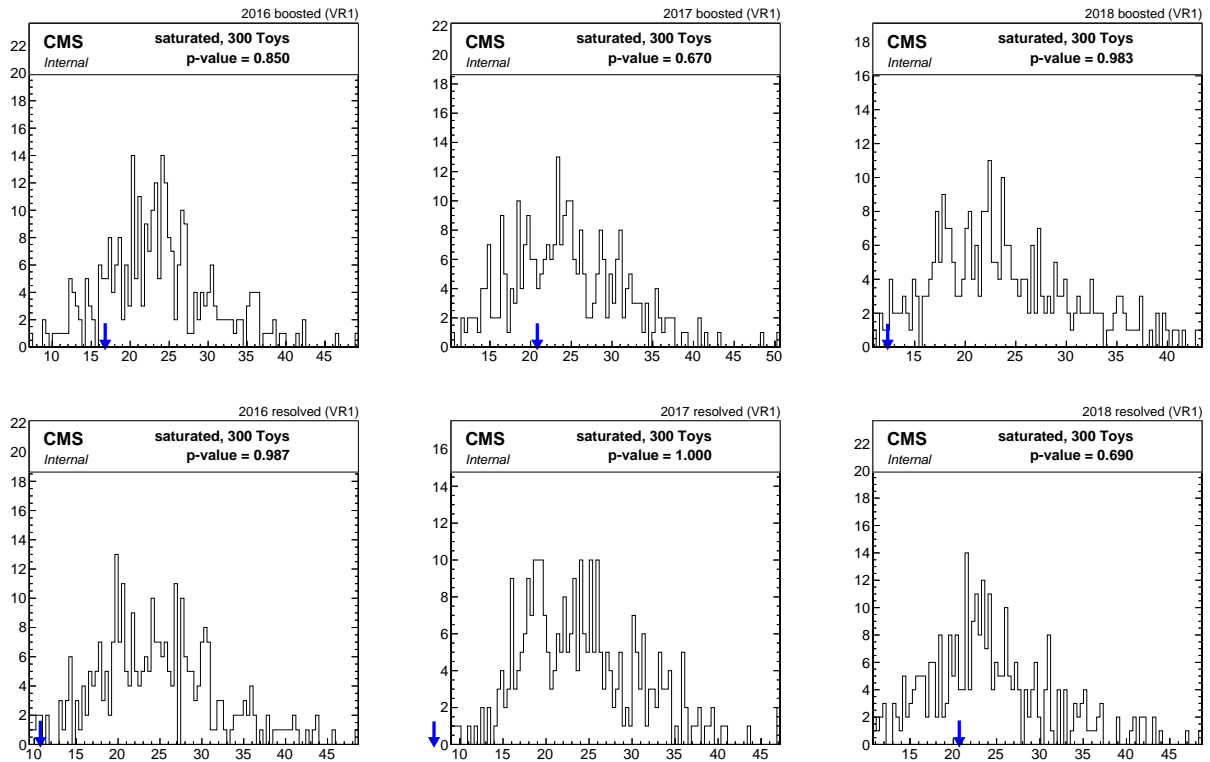 2016 boosted (VR1)
CMS
Internal
saturated, 300 Toys
p-value = 0.850
22
20
18
16
14
12
10
8
6
4
2
0
10 15 20 25 30 35 40 45
2017 boosted (VR1)
CMS
Internal
saturated, 300 Toys
p-value = 0.670
22
20
18
16
14
12
10
8
6
4
2
0
15 20 25 30 35 40 45 50
2018 boosted (VR1)
CMS
Internal
saturated, 300 Toys
p-value = 0.983
18
16
14
12
10
8
6
4
2
0
15 20 25 30 35 40
2016 resolved (VR1)
CMS
Internal
saturated, 300 Toys
p-value = 0.987
22
20
18
16
14
12
10
8
6
4
2
0
10 15 20 25 30 35 40 45
2017 resolved (VR1)
CMS
Internal
saturated, 300 Toys
p-value = 1.000
16
14
12
10
8
6
4
2
0
10 15 20 25 30 35 40 45
2018 resolved (VR1)
CMS
Internal
saturated, 300 Toys
p-value = 0.690
22
20
18
16
14
12
10
8
6
4
2
0
15 20 25 30 35 40 45